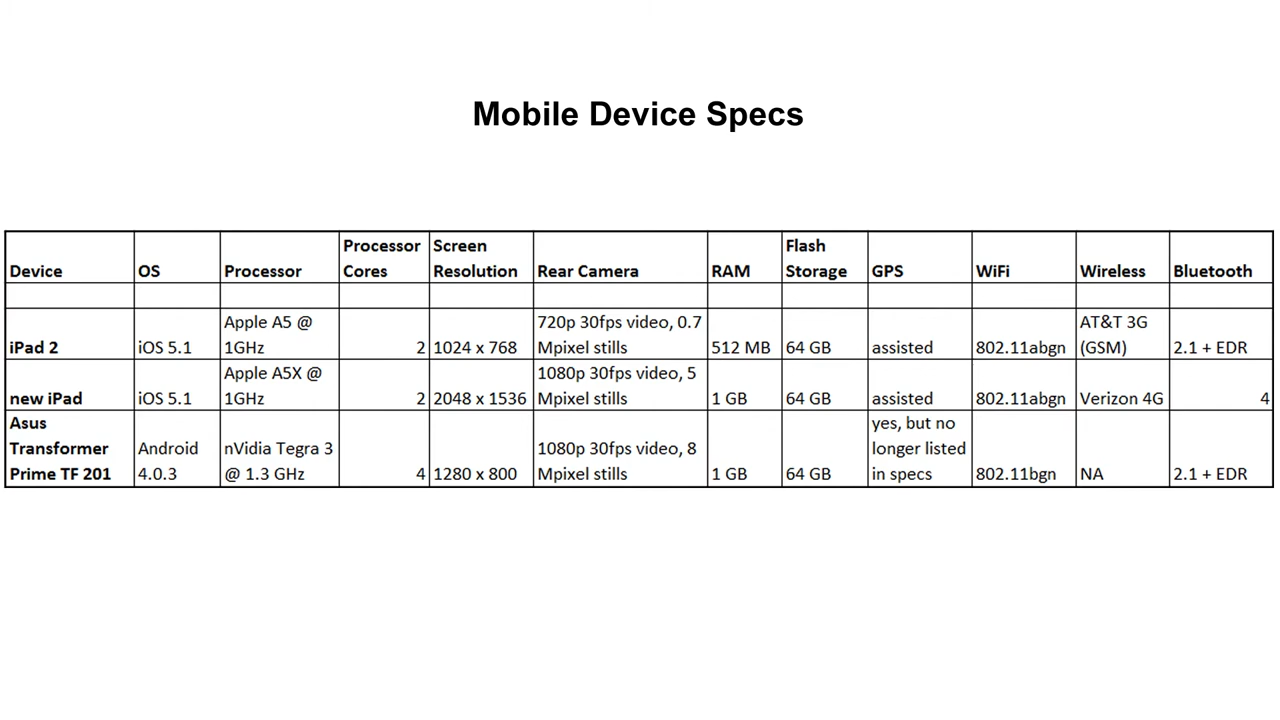 Mobile Device Specs
Device OS Processor Processor Cores Screen Resolution Rear Camera RAM Flash Storage GPS WiFi Wireless Bluetooth
iPad 2 iOS 5.1 Apple A5 @ 1GHz 2 1024 x 768 720p 30fps video, 0.7 Mpixel stills 512 MB 64 GB assisted 802.11abgn AT&T 3G (GSM) 2.1 + EDR
new iPad iOS 5.1 Apple A5X @ 1GHz 2 2048 x 1536 1080p 30fps video, 5 Mpixel stills 1 GB 64 GB assisted 802.11abgn Verizon 4G 4
Asus Transformer Prime TF 201 Android 4.0.3 nVidia Tegra 3 @ 1.3 GHz 4 1280 x 800 1080p 30fps video, 8 Mpixel stills 1 GB 64 GB yes, but no longer listed in specs 802.11bgn NA 2.1 + EDR